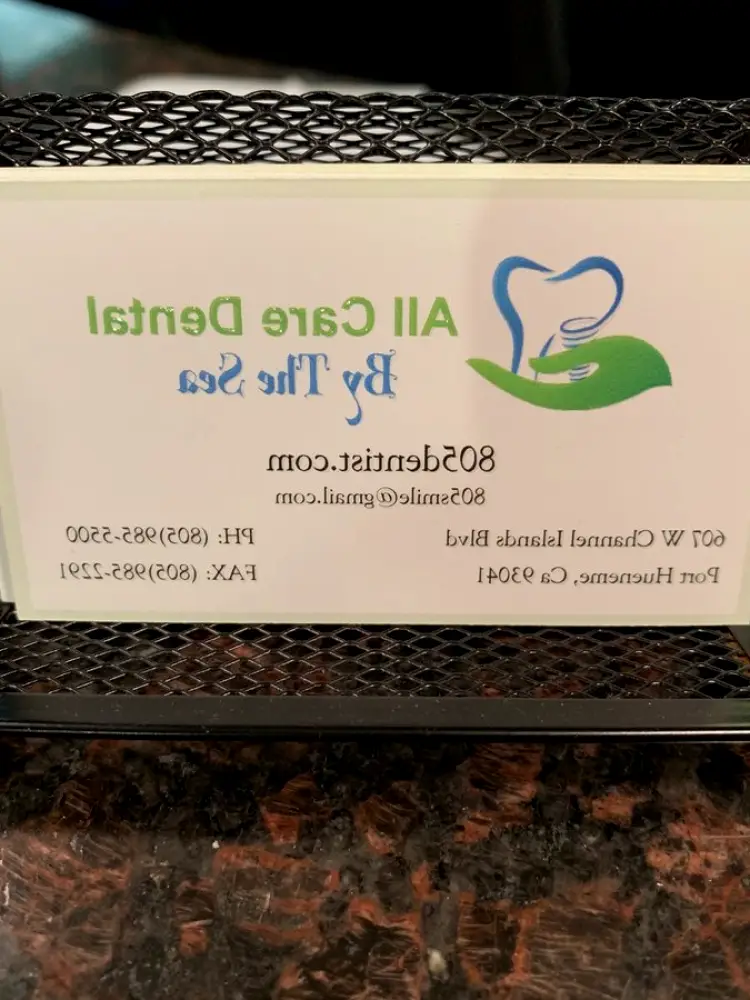 All Care Dental
By The Sea
805dentist.com
805smile@gmail.com
607 W Channel Islands Blvd
Port Hueneme, Ca 93041
PH: (805)985-5500
FAX: (805)985-2291